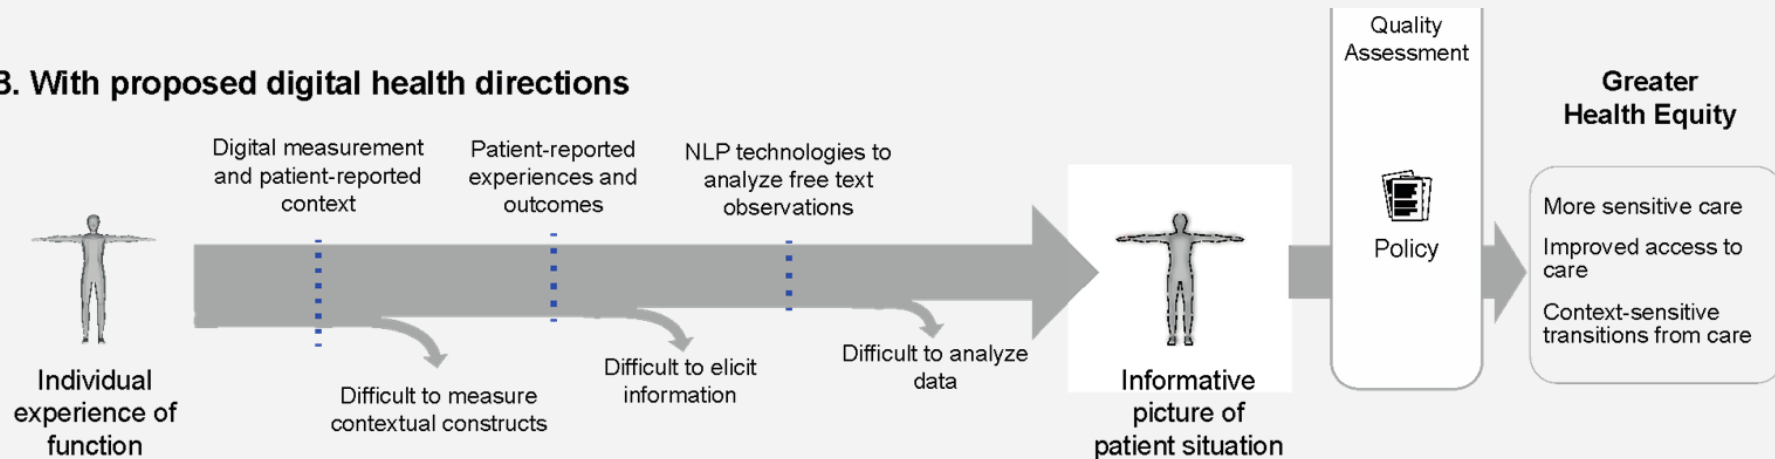 B. With proposed digital health directions
Digital measurement
and patient-reported
context
Patient-reported
experiences and
outcomes
NLP technologies to
analyze free text
observations
Quality
Assessment
Policy
Greater
Health Equity
More sensitive care
Improved access to
care
Context-sensitive
transitions from care
Individual
experience of
function
Difficult to measure
contextual constructs
Difficult to elicit
information
Difficult to analyze
data
Informative
picture of
patient situation